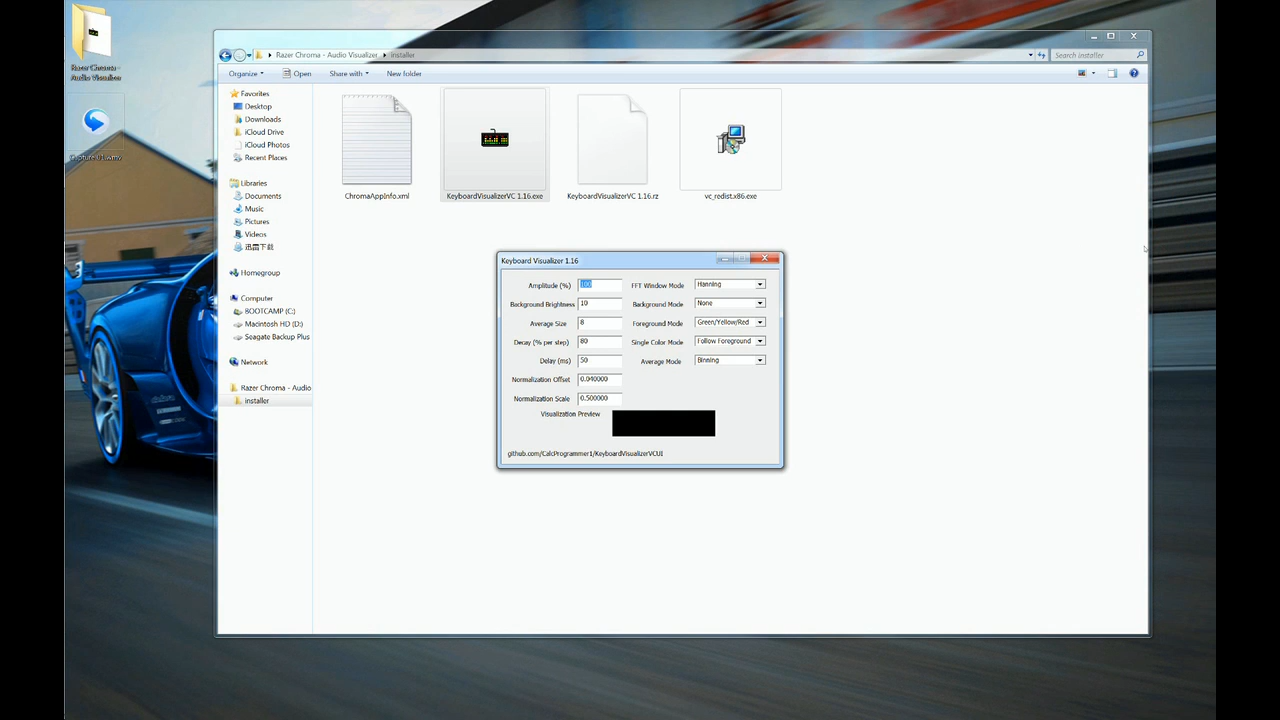 Razer Chroma -
Audio Visualizer
Capture 01.wmv
Razer Chroma - Audio Visualizer
installer
Search installer
Organize
Open
Share with
New folder
Favorites
Desktop
Downloads
iCloud Drive
iCloud Photos
Recent Places
Libraries
Documents
Music
Pictures
Videos
迅雷下载
Homegroup
Computer
BOOTCAMP (C:)
Macintosh HD (D:)
Seagate Backup Plus
Network
Razer Chroma - Audio
installer
ChromaAppInfo.xml
KeyboardVisualizerVC 1.16.exe
KeyboardVisualizerVC 1.16.rz
vc_redist.x86.exe
Keyboard Visualizer 1.16
Amplitude (%) 100 FFT Window Mode Hanning
Background Brightness 10 Background Mode None
Average Size 8 Foreground Mode Green/Yellow/Red
Decay (% per step) 80 Single Color Mode Follow Foreground
Delay (ms) 50 Average Mode Binning
Normalization Offset 0.040000
Normalization Scale 0.500000
Visualization Preview
github.com/CalcProgrammer1/KeyboardVisualizerVCUI